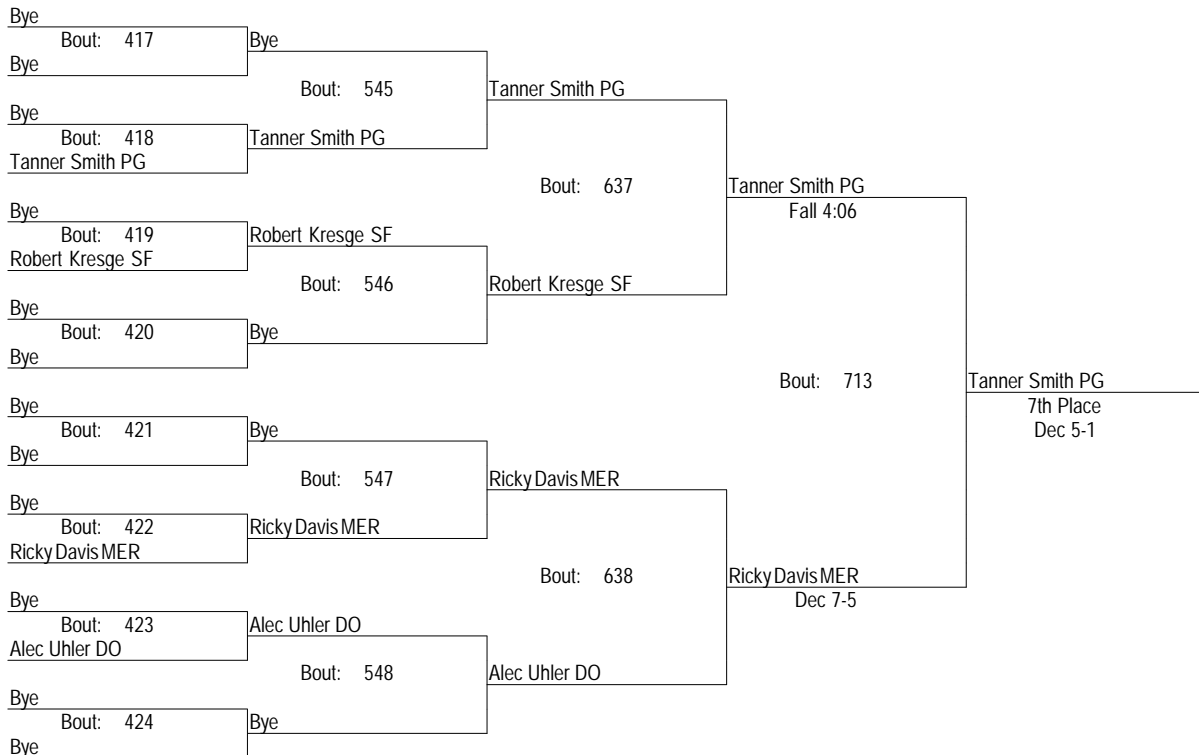 Bye
Bout: 417
Bye
Bye
Bout: 545
Tanner Smith PG
Bye
Bout: 418
Tanner Smith PG
Tanner Smith PG
Bout: 637
Tanner Smith PG
Fall 4:06
Bye
Bout: 419
Robert Kresge SF
Robert Kresge SF
Bout: 546
Robert Kresge SF
Bye
Bout: 420
Bye
Bye
Bout: 713
Tanner Smith PG
7th Place
Dec 5-1
Bye
Bout: 421
Bye
Bye
Bout: 547
Ricky Davis MER
Bye
Bout: 422
Ricky Davis MER
Ricky Davis MER
Bout: 638
Ricky Davis MER
Dec 7-5
Bye
Bout: 423
Alec Uhler DO
Alec Uhler DO
Bout: 548
Alec Uhler DO
Bye
Bout: 424
Bye
Bye